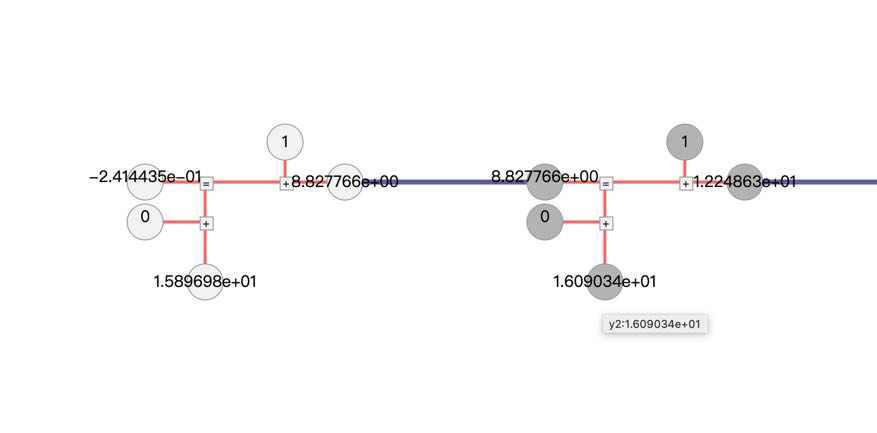 1 1
−2.414435e−01 = + 8.827766e+00 8.827766e+00 = + 1.224863e+01
0 + 0 +
1.589698e+01 1.609034e+01
y2:1.609034e+01